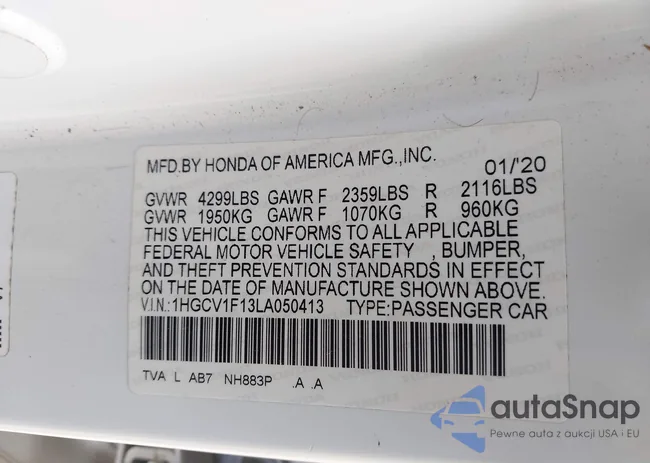 MFD.BY HONDA OF AMERICA MFG.,INC. 01/'20
GVWR 4299LBS GAWR F 2359LBS R 2116LBS
GVWR 1950KG GAWR F 1070KG R 960KG
THIS VEHICLE CONFORMS TO ALL APPLICABLE
FEDERAL MOTOR VEHICLE SAFETY , BUMPER,
AND THEFT PREVENTION STANDARDS IN EFFECT
ON THE DATE OF MANUFACTURE SHOWN ABOVE.
V.I.N.:1HGCV1F13LA050413 TYPE:PASSENGER CAR
TVA L AB7 NH883P .A .A
autaSnap
Pewne auta z aukcji USA i EU